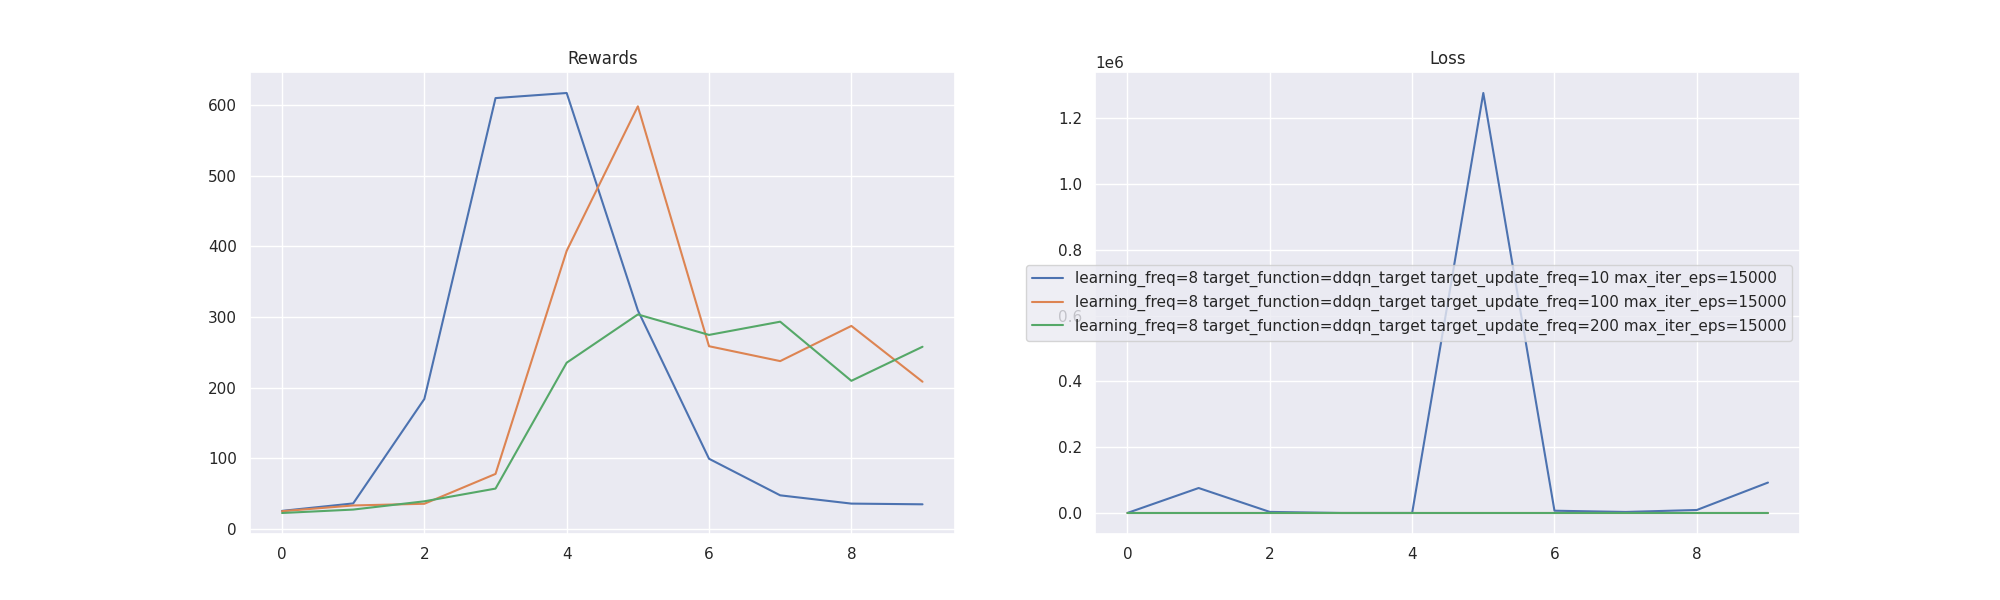 Rewards
600
500
400
300
200
100
0
0 2 4 6 8
Loss
1e6
1.2
1.0
0.8
0.6
0.4
0.2
0.0
0 2 4 6 8
learning_freq=8 target_function=ddqn_target target_update_freq=10 max_iter_eps=15000
learning_freq=8 target_function=ddqn_target target_update_freq=100 max_iter_eps=15000
learning_freq=8 target_function=ddqn_target target_update_freq=200 max_iter_eps=15000